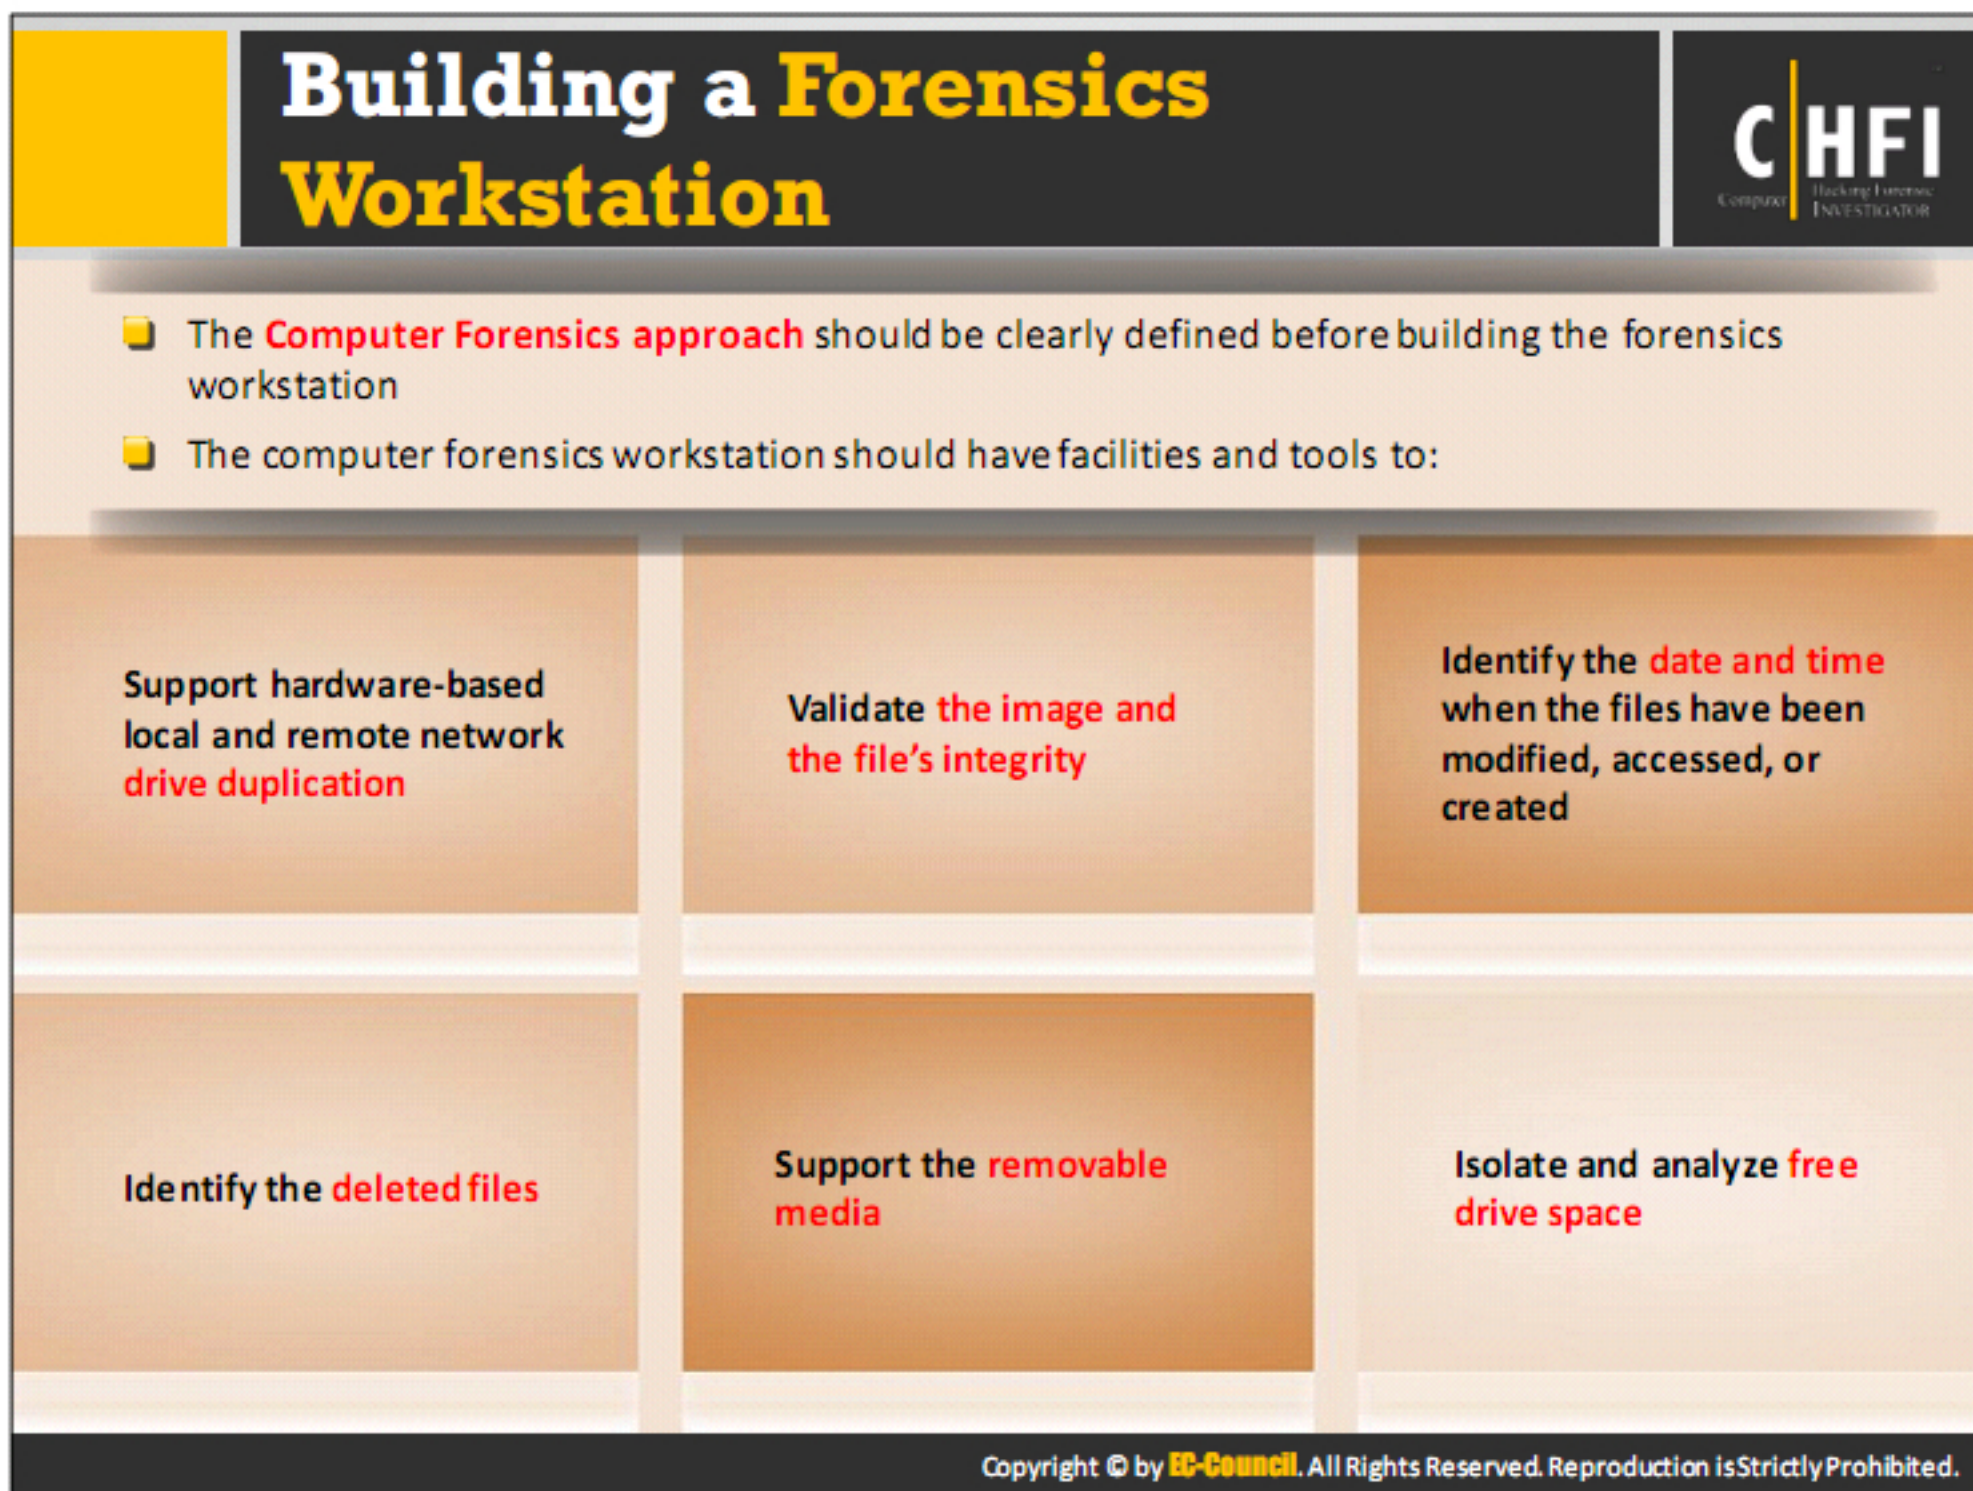 Building a Forensics
Workstation
C HFI
Computer
Hacking Forensic
INVESTIGATOR
The Computer Forensics approach should be clearly defined before building the forensics
workstation
The computer forensics workstation should have facilities and tools to:
Support hardware-based
local and remote network
drive duplication
Validate the image and
the file's integrity
Identify the date and time
when the files have been
modified, accessed, or
created
Identify the deleted files
Support the removable
media
Isolate and analyze free
drive space
Copyright © by EC-Council. All Rights Reserved. Reproduction is Strictly Prohibited.